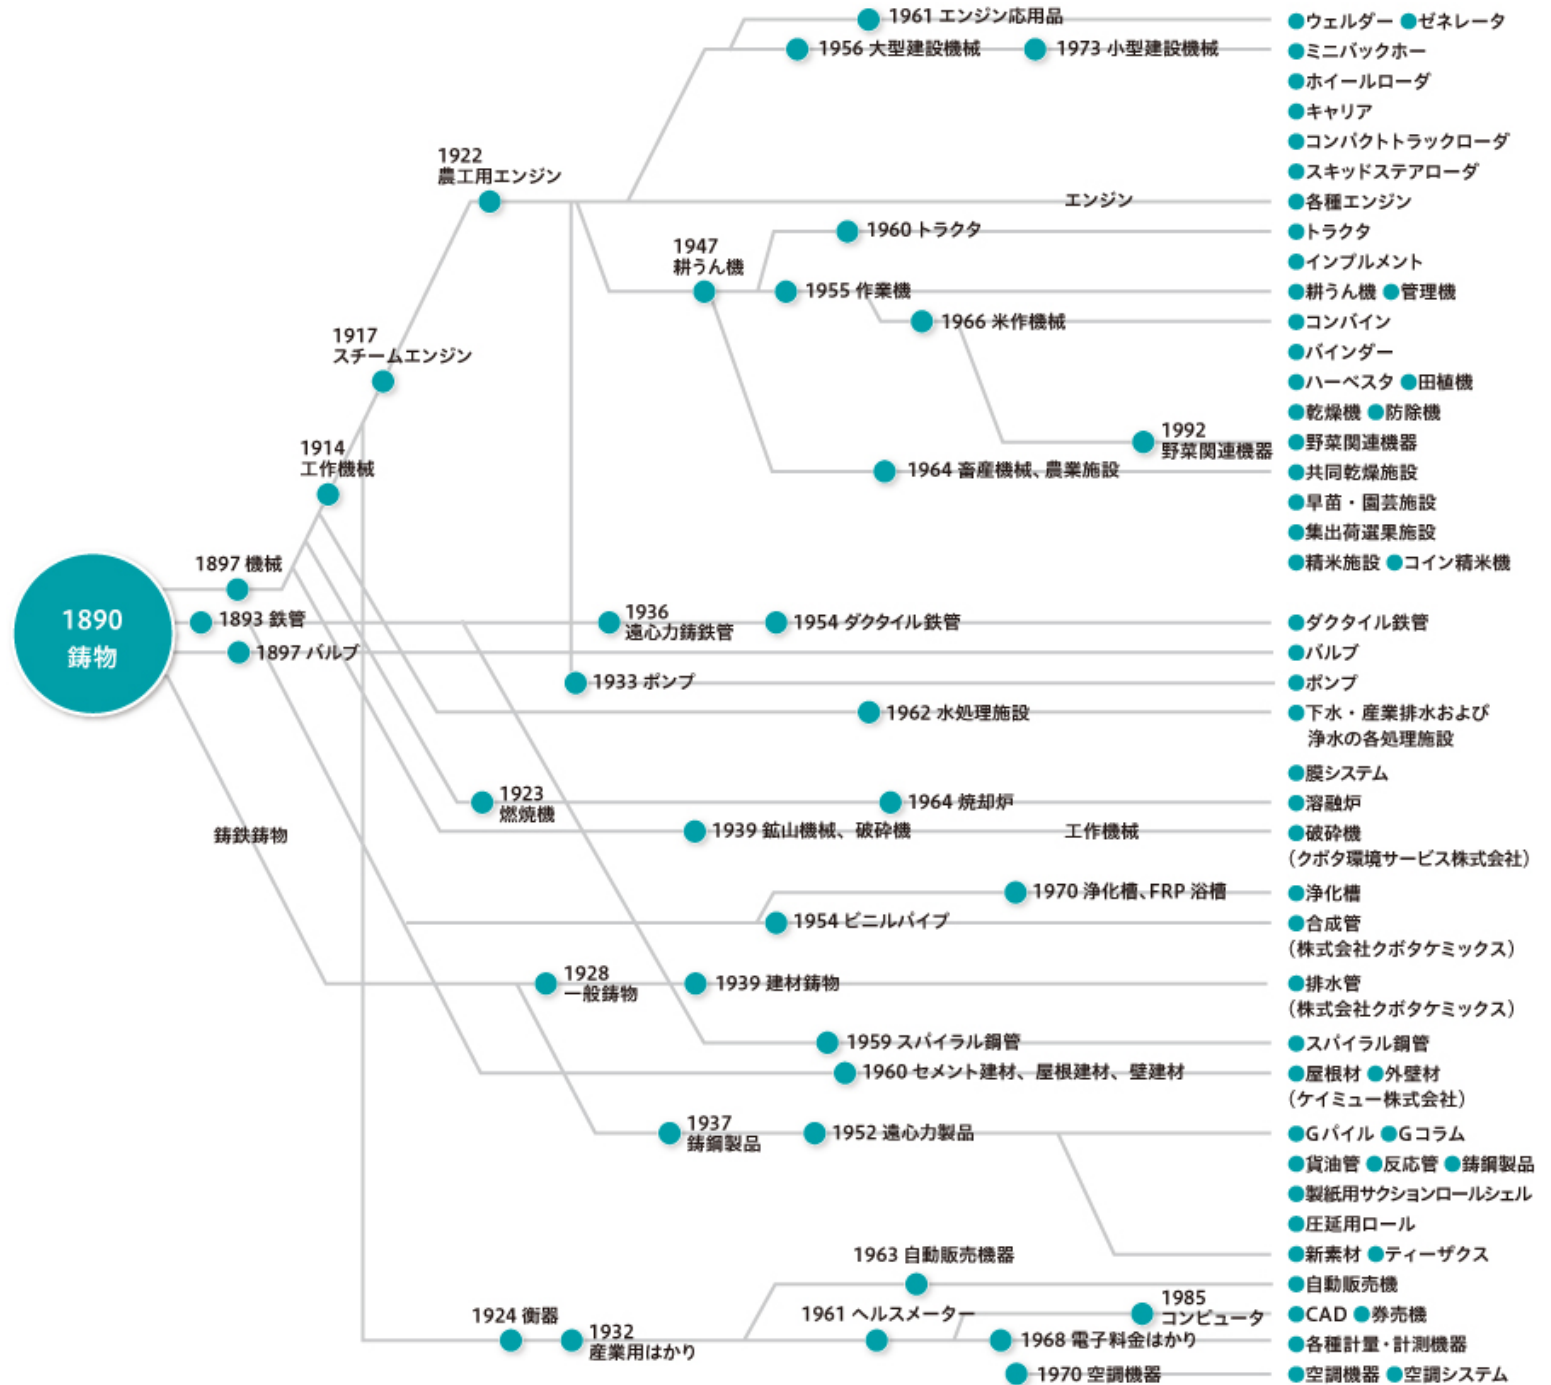 1961 エンジン応用品
●ウェルダー ●ゼネレータ
1956 大型建設機械
1973 小型建設機械
●ミニバックホー
●ホイールローダ
●キャリア
●コンパクトトラックローダ
●スキッドステアローダ
1922
農工用エンジン
エンジン
●各種エンジン
1960 トラクタ
●トラクタ
●インプルメント
1947
耕うん機
1955 作業機
●耕うん機 ●管理機
1966 米作機械
●コンバイン
●バインダー
1917
スチームエンジン
●ハーベスタ ●田植機
●乾燥機 ●防除機
1992
野菜関連機器
●野菜関連機器
1914
工作機械
1964 畜産機械、農業施設
●共同乾燥施設
●早苗・園芸施設
●集出荷選果施設
●精米施設 ●コイン精米機
1897 機械
1890
鋳物
1893 鉄管
1936
遠心力鋳鉄管
1954 ダクタイル鉄管
●ダクタイル鉄管
1897 バルブ
●バルブ
1933 ポンプ
●ポンプ
1962 水処理施設
●下水・産業排水および
浄水の各処理施設
●膜システム
1923
燃焼機
1964 焼却炉
●溶融炉
鋳鉄鋳物
1939 鉱山機械、破砕機
工作機械
●破砕機
（クボタ環境サービス株式会社）
1970 浄化槽、FRP 浴槽
●浄化槽
1954 ビニルパイプ
●合成管
（株式会社クボタケミックス）
1928
一般鋳物
1939 建材鋳物
●排水管
（株式会社クボタケミックス）
1959 スパイラル鋼管
●スパイラル鋼管
1960 セメント建材、屋根建材、壁建材
●屋根材 ●外壁材
（ケイミュー株式会社）
1937
鋳鋼製品
1952 遠心力製品
●Gパイル ●Gコラム
●貨油管 ●反応管 ●鋳鋼製品
●製紙用サクションロールシェル
●圧延用ロール
●新素材 ●ティーザクス
1963 自動販売機器
●自動販売機
1924 衡器
1932
産業用はかり
1961 ヘルスメーター
1985
コンピュータ
●CAD ●券売機
1968 電子料金はかり
●各種計量・計測機器
1970 空調機器
●空調機器 ●空調システム